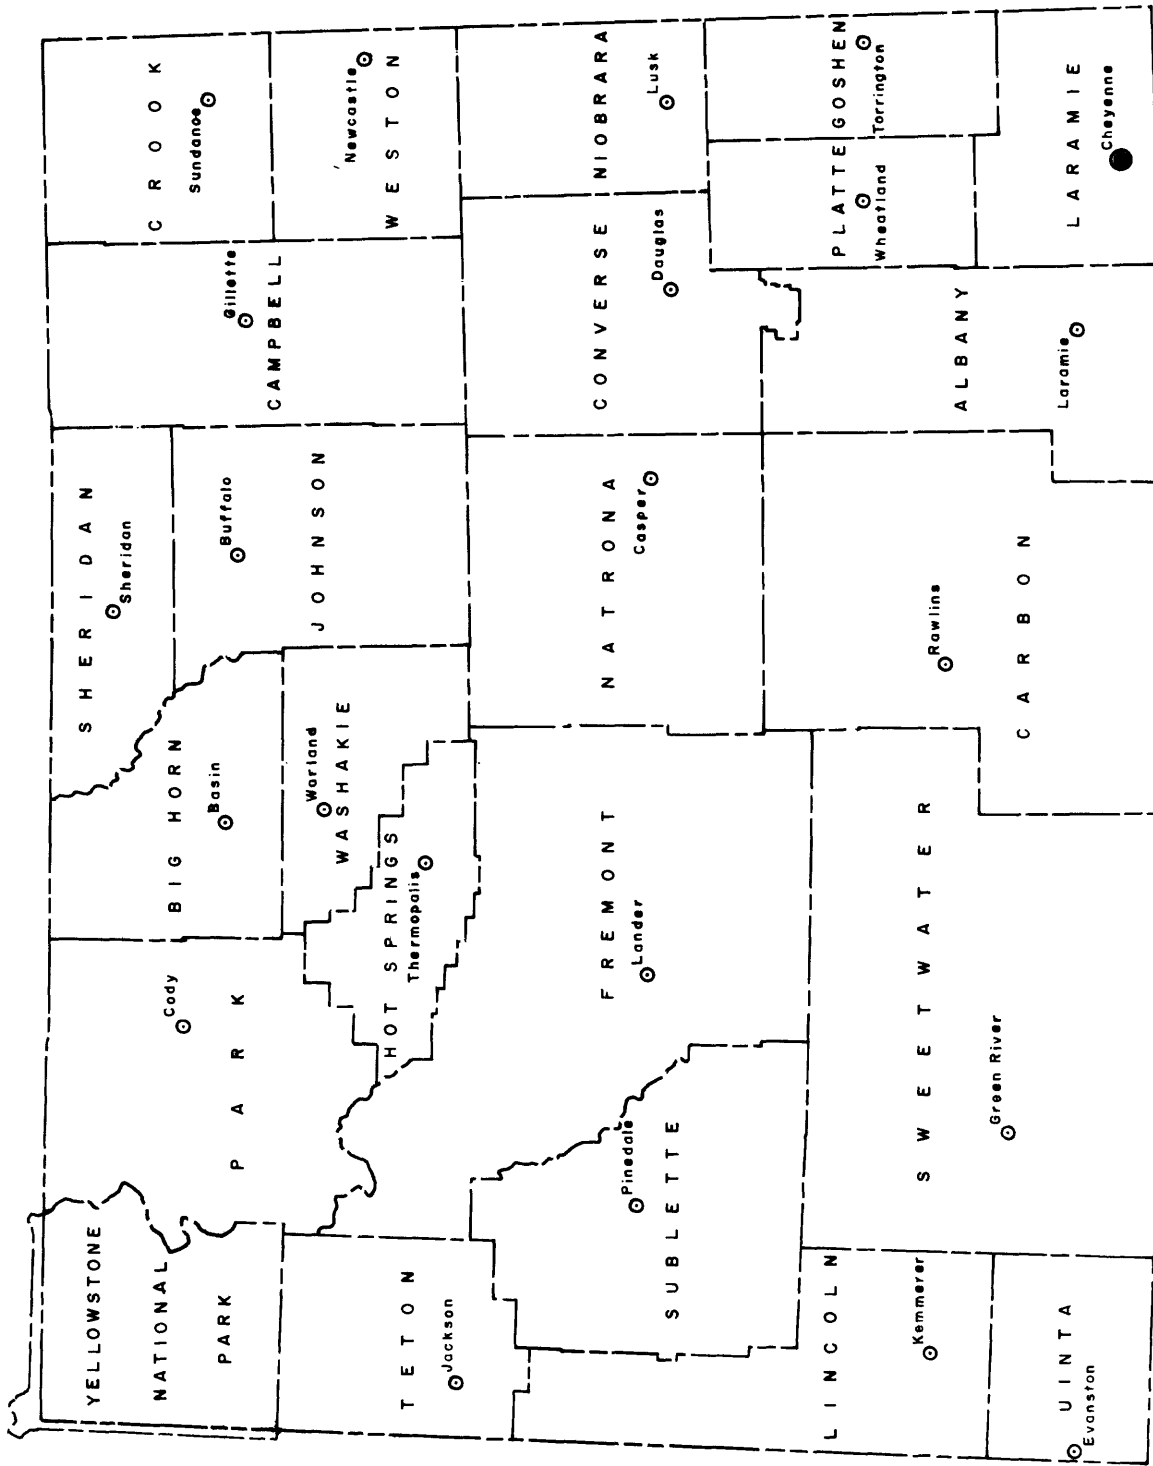 YELLOWSTONE
NATIONAL
PARK
PARK
Cody
BIG HORN
Basin
SHERIDAN
Sheridan
Buffalo
JOHNSON
Gillette
CAMPBELL
CROOK
Sundance
Newcastle
WESTON
TETON
Jackson
HOT SPRINGS
Thermopolis
Worland
WASHAKIE
Pinedale
SUBLETTE
FREMONT
Lander
NATRONA
Casper
CONVERSE
Douglas
NIOBRARA
Lusk
LINCOLN
Kemmerer
UINTA
Evanston
SWEETWATER
Green River
Rawlins
CARBON
ALBANY
Laramie
PLATTE
Wheatland
GOSHEN
Torrington
LARAMIE
Cheyenne